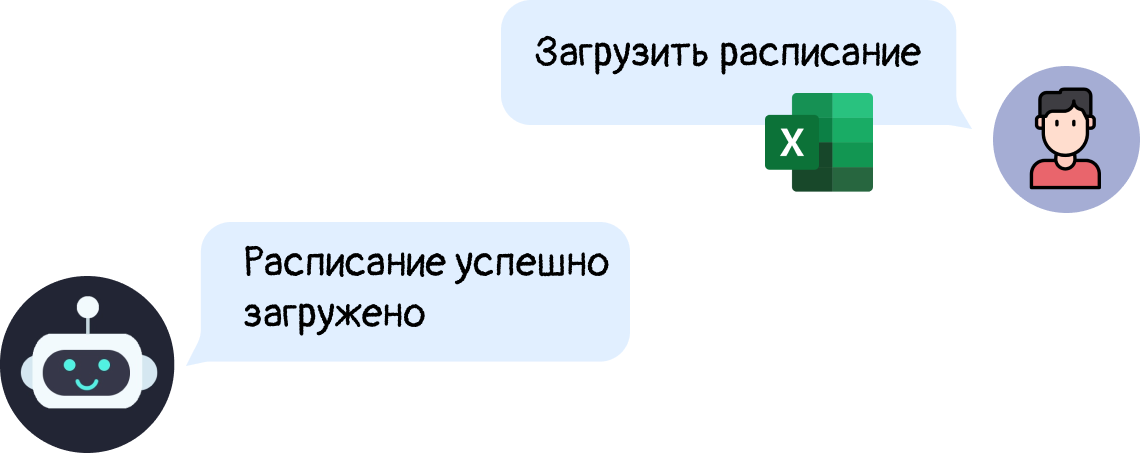 Загрузить расписание
X
Расписание успешно
загружено